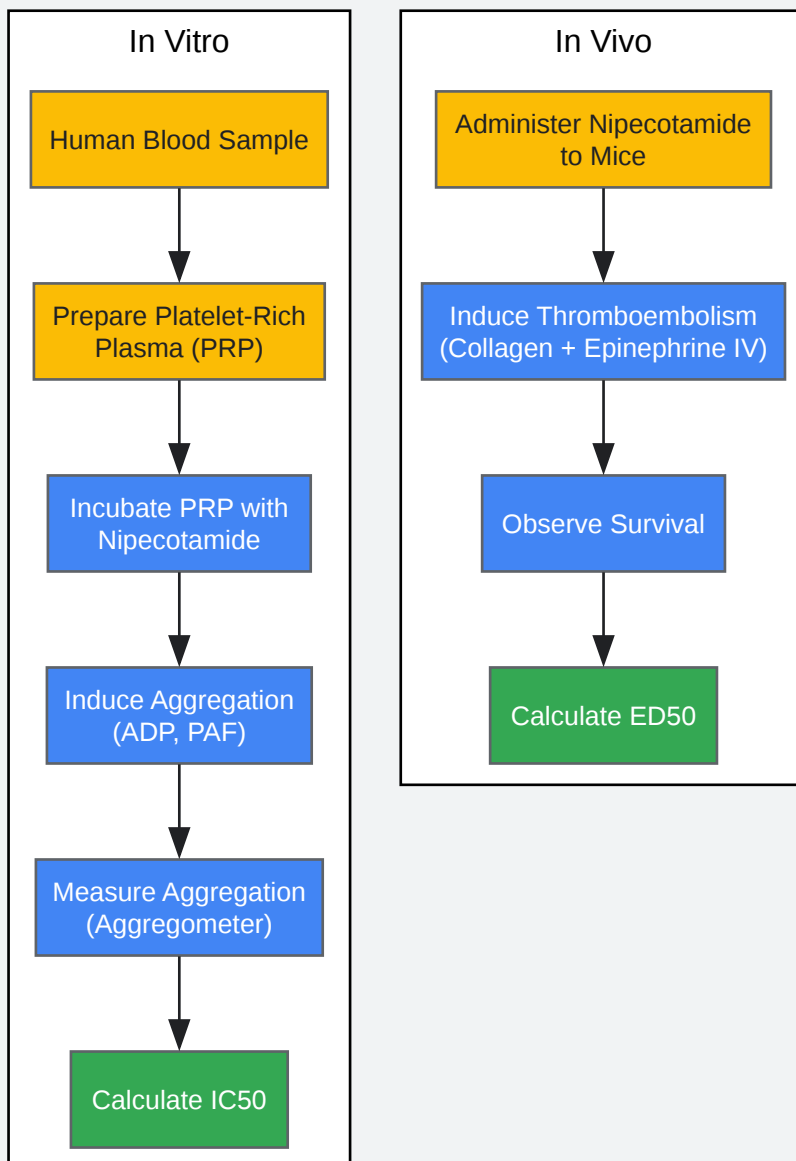 In Vitro
Human Blood Sample
Prepare Platelet-Rich
Plasma (PRP)
Incubate PRP with
Nipecotamide
Induce Aggregation
(ADP, PAF)
Measure Aggregation
(Aggregometer)
Calculate IC50
In Vivo
Administer Nipecotamide
to Mice
Induce Thromboembolism
(Collagen + Epinephrine IV)
Observe Survival
Calculate ED50